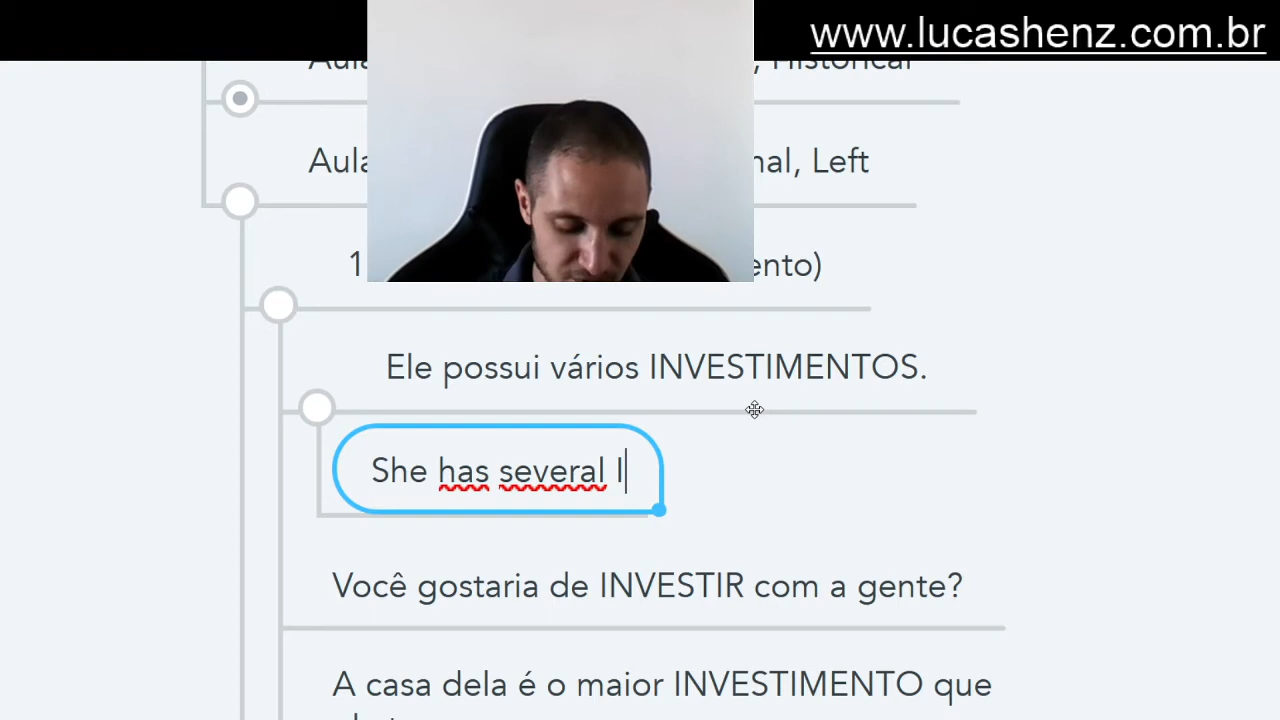 www.lucashenz.com.br
Aula , Historical
Aula nal, Left
1 ento)
Ele possui vários INVESTIMENTOS.
She has several I
Você gostaria de INVESTIR com a gente?
A casa dela é o maior INVESTIMENTO que